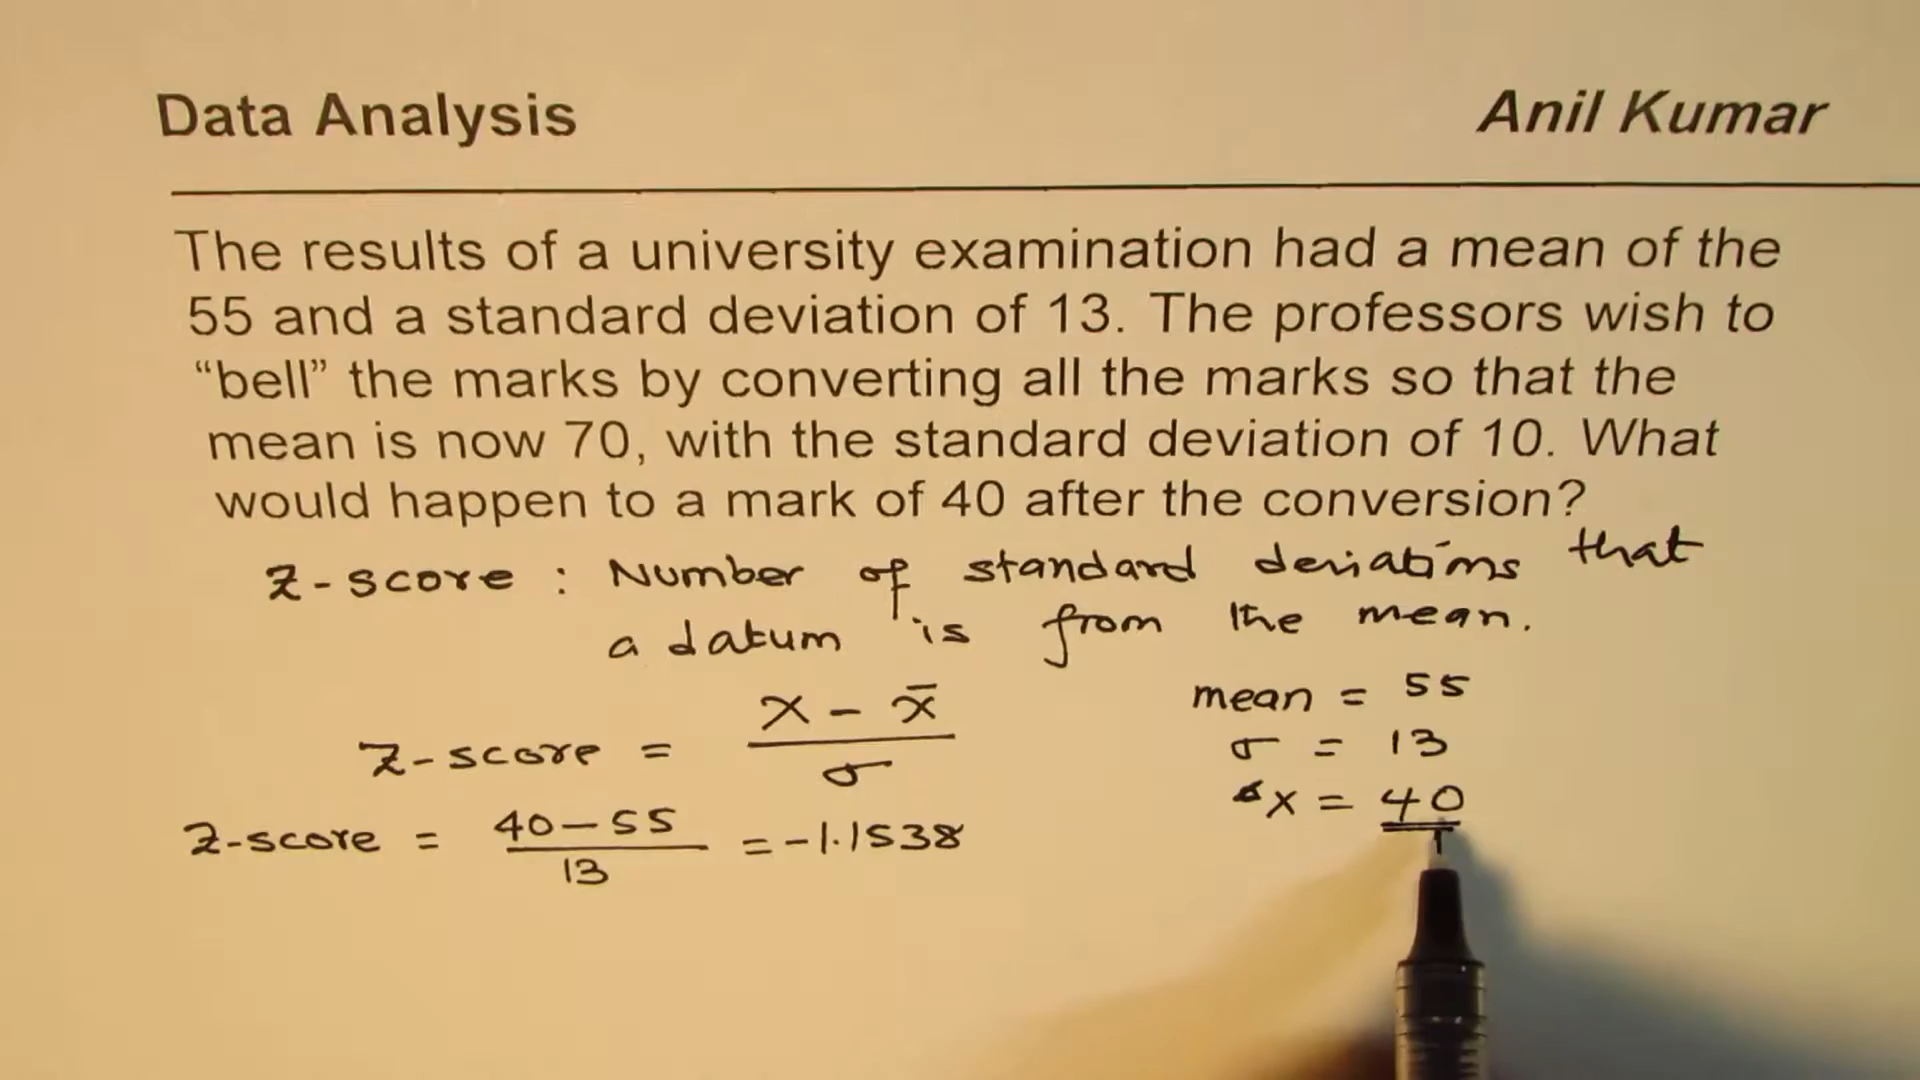 Data Analysis Anil Kumar
The results of a university examination had a mean of the
55 and a standard deviation of 13. The professors wish to
“bell” the marks by converting all the marks so that the
mean is now 70, with the standard deviation of 10. What
would happen to a mark of 40 after the conversion?
Z-score : Number of standard deviations that
a datum is from the mean.
mean = 55
Z-score = (x - x̄)/σ σ = 13
x = 40
Z-score = (40-55)/13 = -1.1538